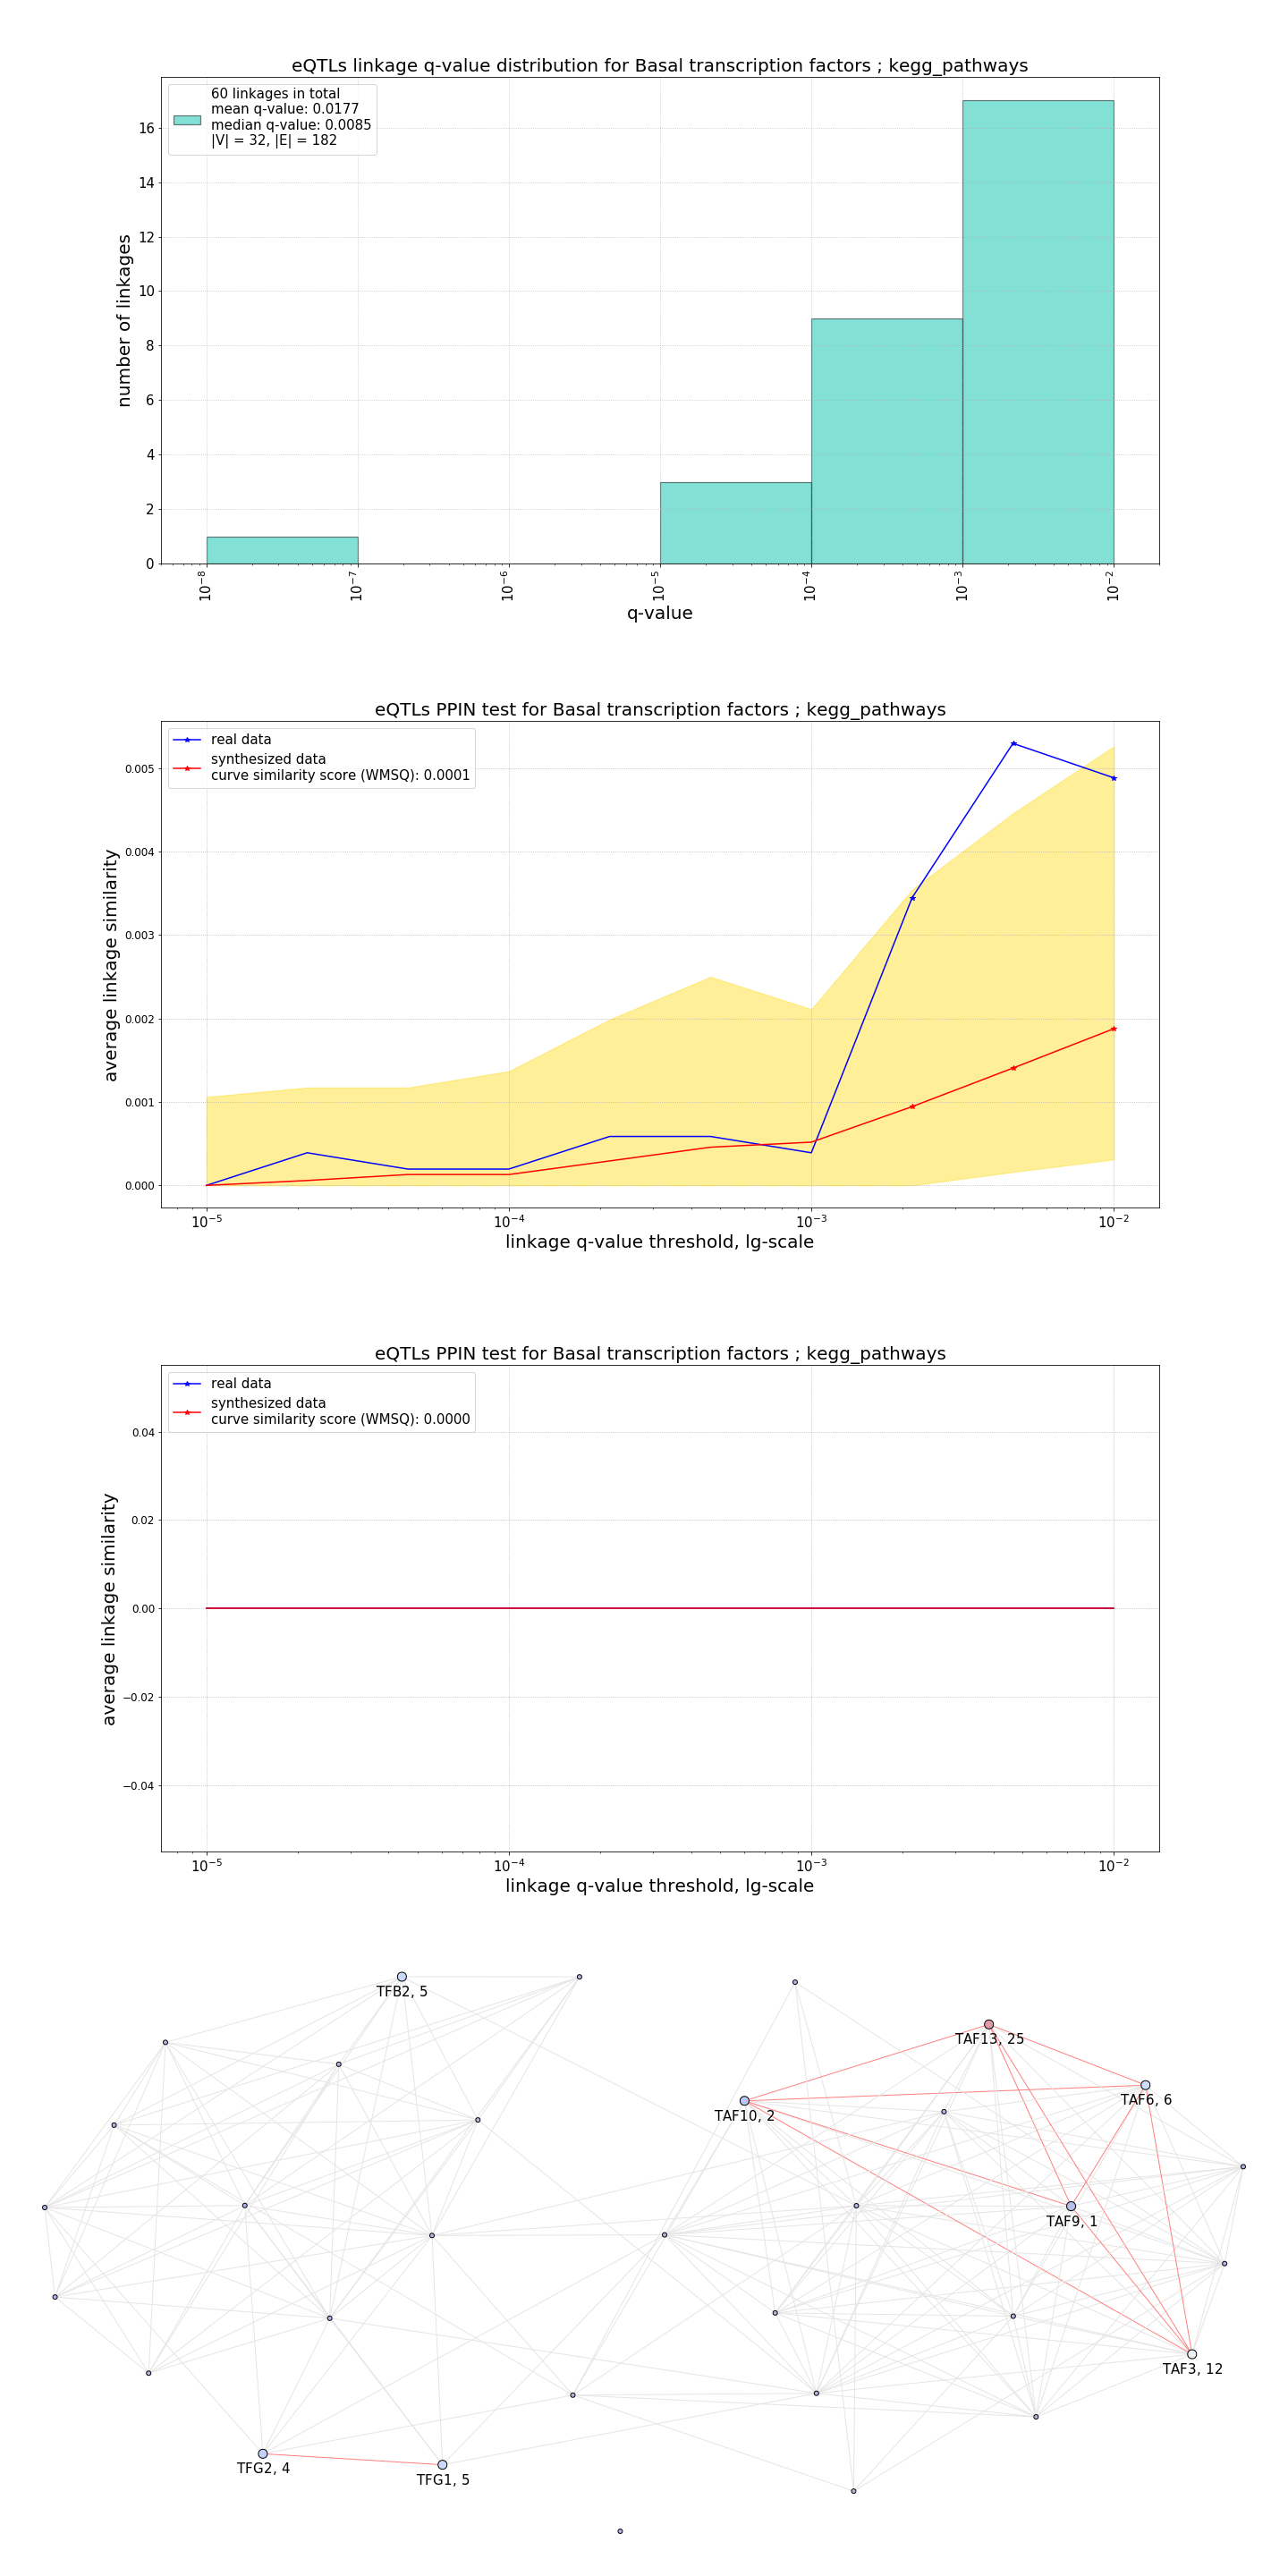 eQTLs linkage q-value distribution for Basal transcription factors ; kegg_pathways
60 linkages in total
mean q-value: 0.0177
median q-value: 0.0085
|V| = 32, |E| = 182
number of linkages
16
14
12
10
8
6
4
2
0
10⁻⁸
10⁻⁷
10⁻⁶
10⁻⁵
10⁻⁴
10⁻³
10⁻²
q-value
eQTLs PPIN test for Basal transcription factors ; kegg_pathways
real data
synthesized data
curve similarity score (WMSQ): 0.0001
average linkage similarity
0.005
0.004
0.003
0.002
0.001
0.000
10⁻⁵
10⁻⁴
10⁻³
10⁻²
linkage q-value threshold, lg-scale
eQTLs PPIN test for Basal transcription factors ; kegg_pathways
real data
synthesized data
curve similarity score (WMSQ): 0.0000
average linkage similarity
0.04
0.02
0.00
−0.02
−0.04
10⁻⁵
10⁻⁴
10⁻³
10⁻²
linkage q-value threshold, lg-scale
TFB2, 5
TAF13, 25
TAF6, 6
TAF10, 2
TAF9, 1
TAF3, 12
TFG2, 4
TFG1, 5